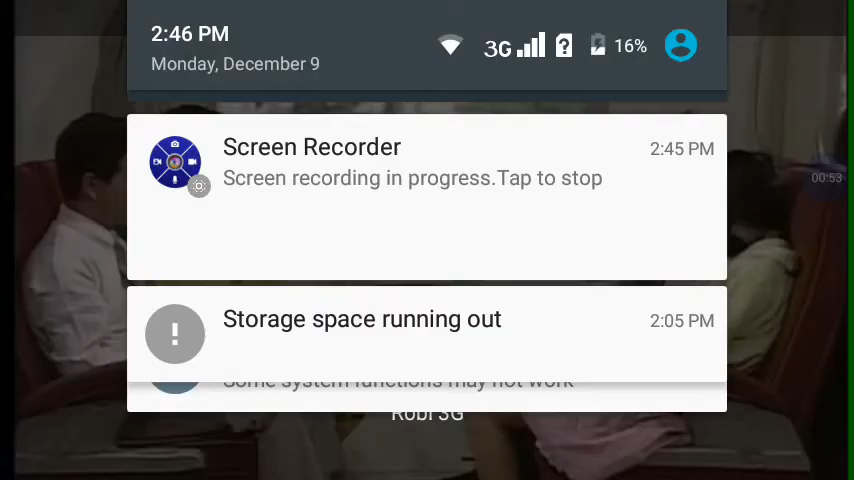 2:46 PM
Monday, December 9
3G
16%
Screen Recorder
2:45 PM
Screen recording in progress.Tap to stop
00:53
Storage space running out
2:05 PM
Some system functions may not work
Robi 3G